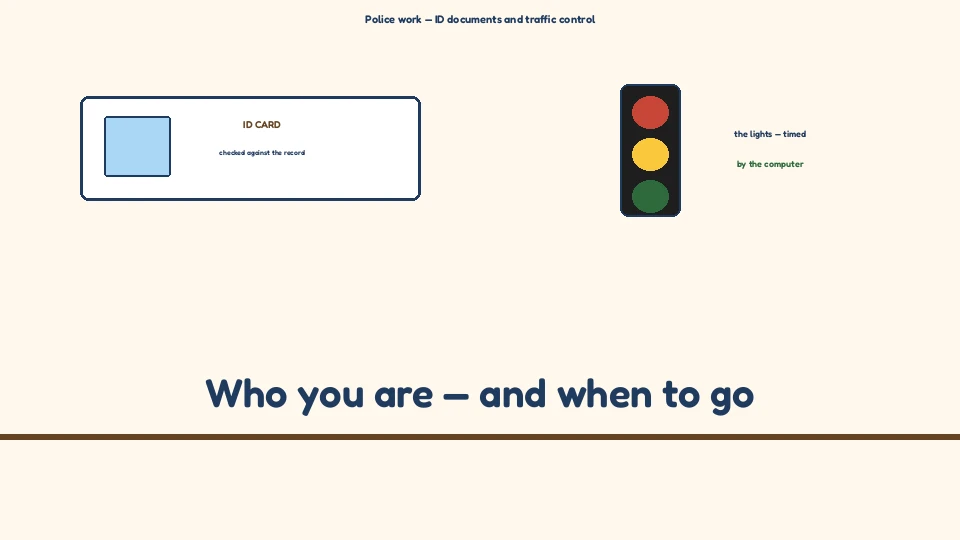 Police work — ID documents and traffic control
ID CARD
checked against the record
the lights — timed
by the computer
Who you are — and when to go